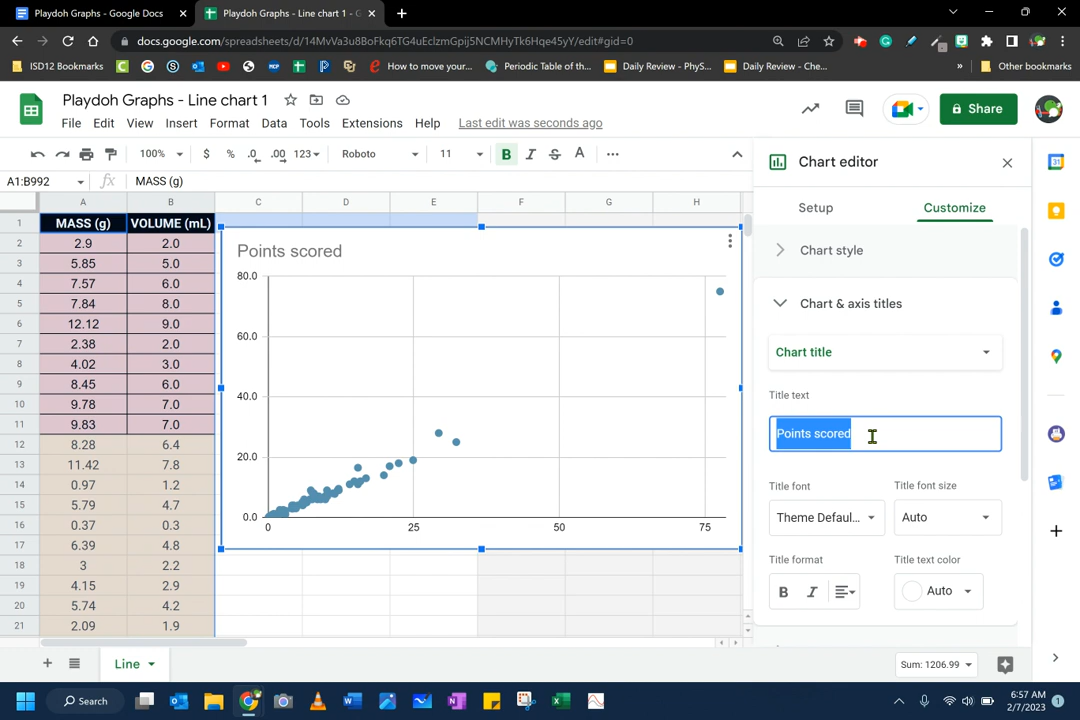 Playdoh Graphs - Google Docs
Playdoh Graphs - Line chart 1 - G
docs.google.com/spreadsheets/d/14MvVa3u8BoFkq6TG4uEclzmGpij5NCMHyTk6Hqe45yY/edit#gid=0
ISD12 Bookmarks
How to move your...
Periodic Table of th...
Daily Review - PhyS...
Daily Review - Che...
»
Other bookmarks
Playdoh Graphs - Line chart 1
File Edit View Insert Format Data Tools Extensions Help Last edit was seconds ago
Share
100% $ % .0 .00 123 Roboto 11 B I S A
A1:B992 fx MASS (g)
A B C D E F G H
1 MASS (g) VOLUME (mL)
2 2.9 2.0
3 5.85 5.0
4 7.57 6.0
5 7.84 8.0
6 12.12 9.0
7 2.38 2.0
8 4.02 3.0
9 8.45 6.0
10 9.78 7.0
11 9.83 7.0
12 8.28 6.4
13 11.42 7.8
14 0.97 1.2
15 5.79 4.7
16 0.37 0.3
17 6.39 4.8
18 3 2.2
19 4.15 2.9
20 5.74 4.2
21 2.09 1.9
Points scored
80.0
60.0
40.0
20.0
0.0
0 25 50 75
Chart editor
Setup Customize
Chart style
Chart & axis titles
Chart title
Title text
Points scored
Title font Title font size
Theme Defaul... Auto
Title format Title text color
B I Auto
Line
Sum: 1206.99
Search
6:57 AM
2/7/2023